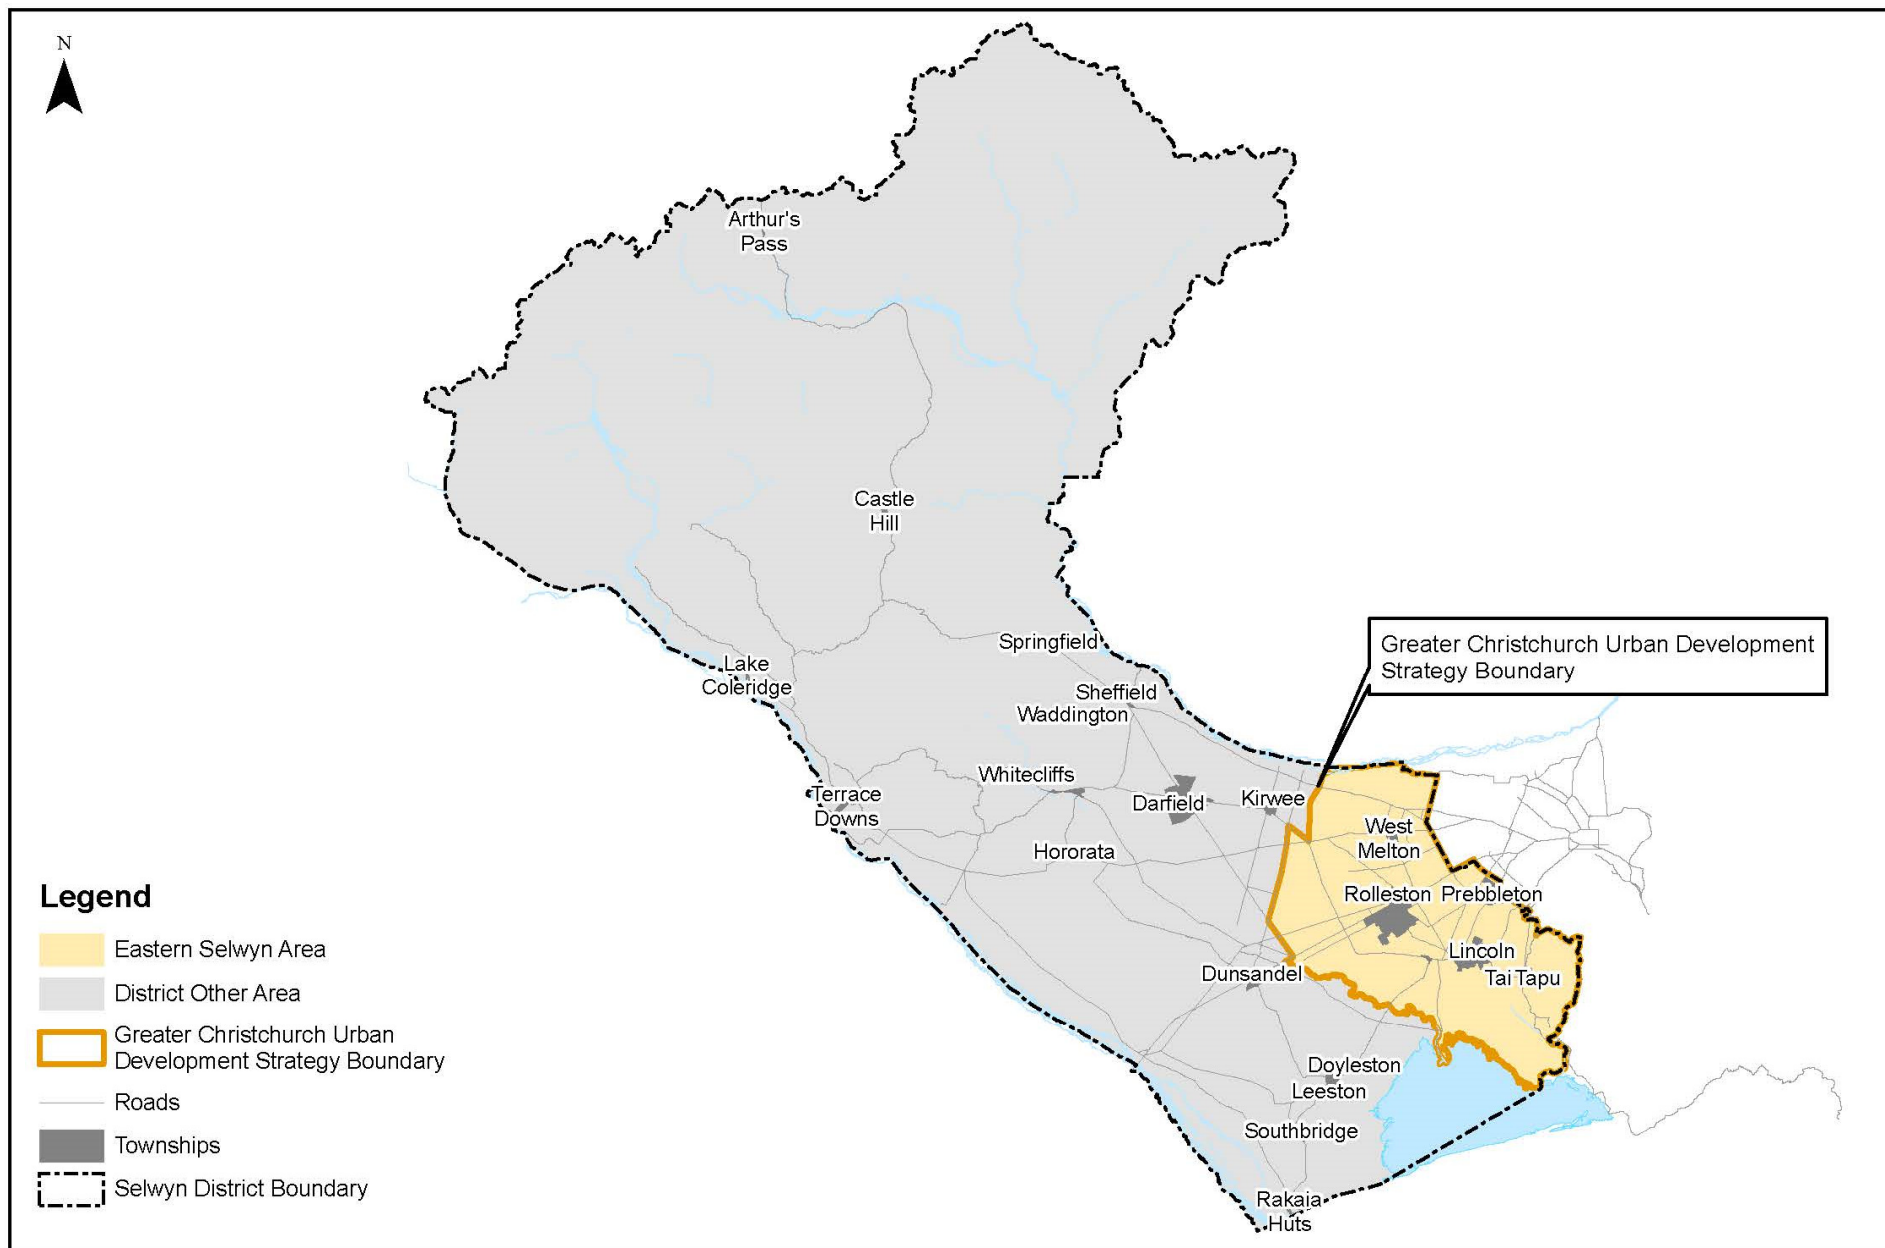 N
Arthur's
Pass
Castle
Hill
Springfield
Greater Christchurch Urban Development
Strategy Boundary
Lake
Coleridge
Sheffield
Waddington
Whitecliffs
Terrace
Downs
Darfield
Kirwee
West
Melton
Hororata
Rolleston
Prebbleton
Lincoln
Tai Tapu
Dunsandel
Doyleston
Leeston
Southbridge
Rakaia
Huts
Legend
Eastern Selwyn Area
District Other Area
Greater Christchurch Urban
Development Strategy Boundary
Roads
Townships
Selwyn District Boundary